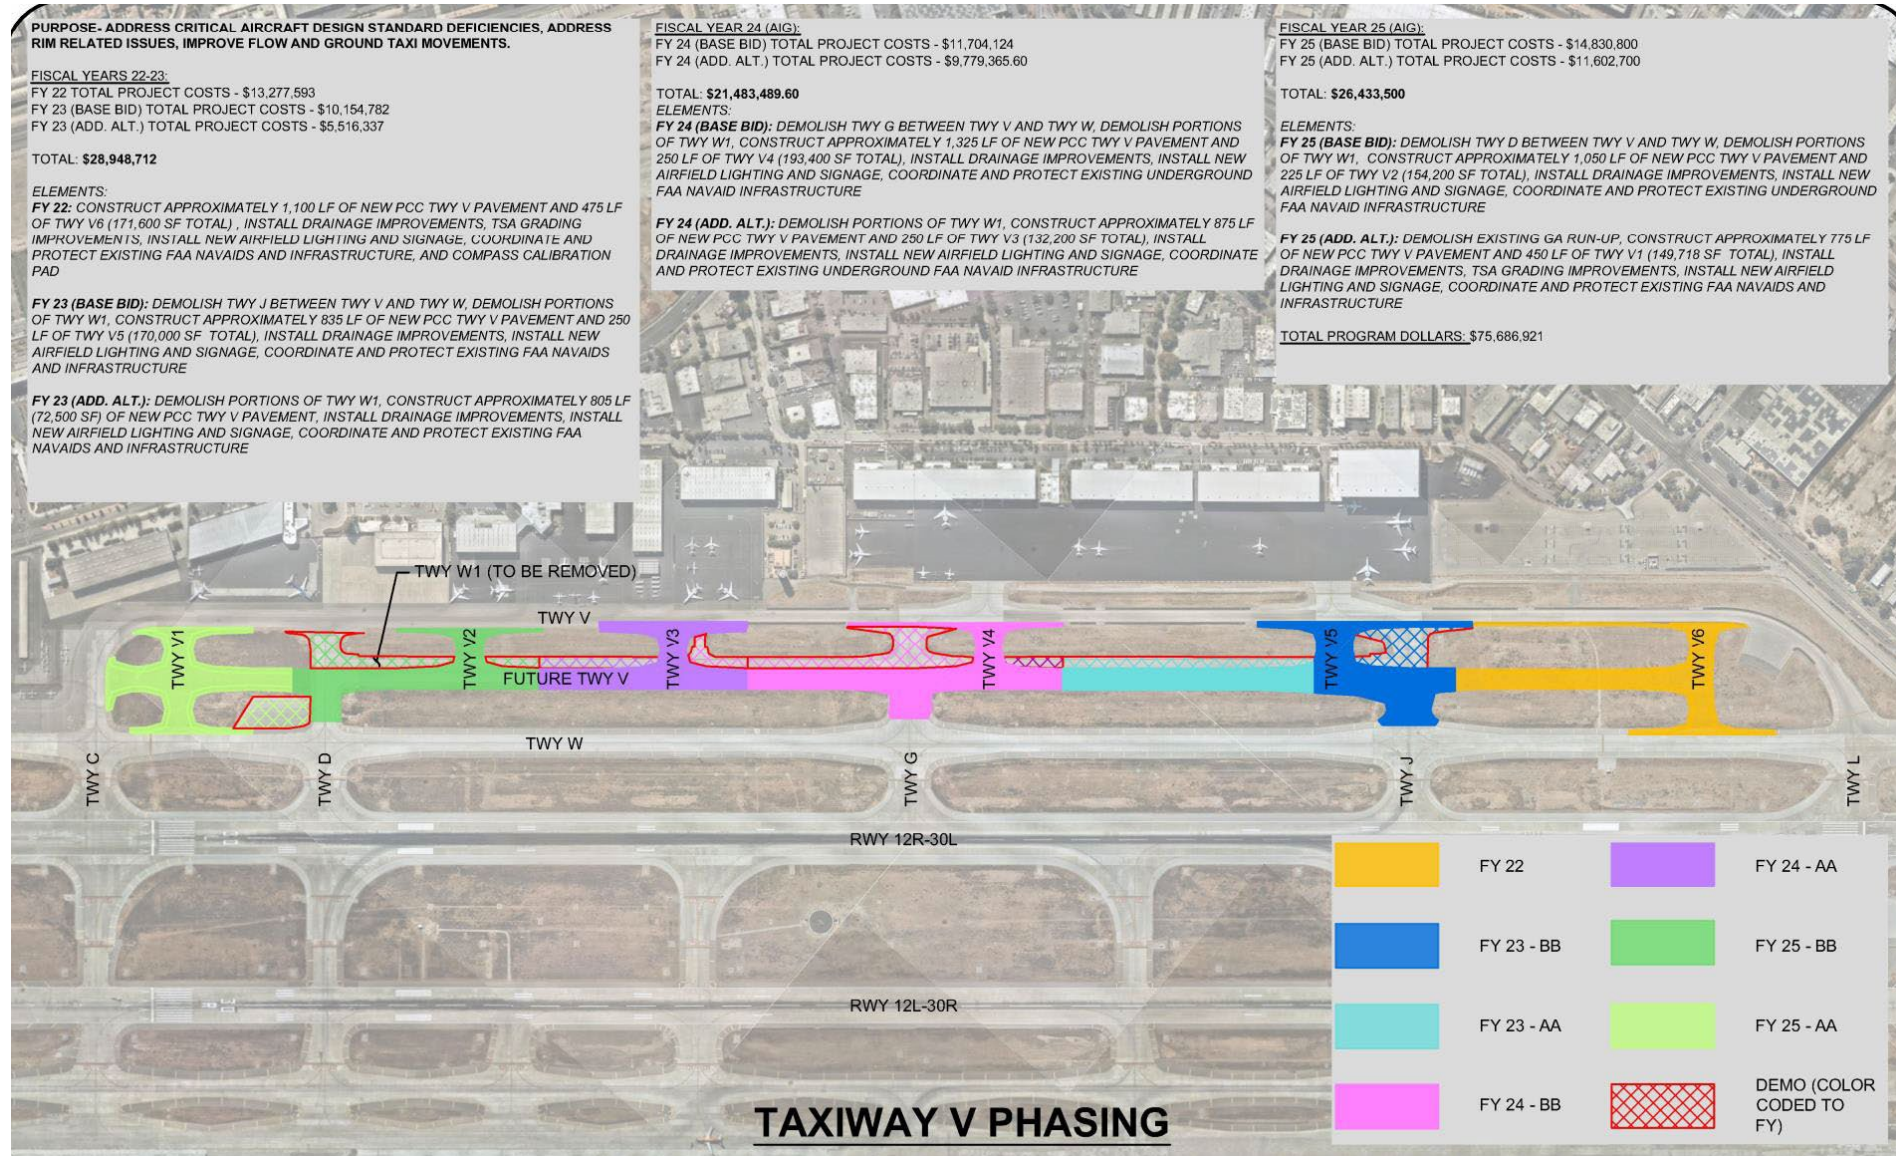 PURPOSE- ADDRESS CRITICAL AIRCRAFT DESIGN STANDARD DEFICIENCIES, ADDRESS
RIM RELATED ISSUES, IMPROVE FLOW AND GROUND TAXI MOVEMENTS.
FISCAL YEARS 22-23:
FY 22 TOTAL PROJECT COSTS - $13,277,593
FY 23 (BASE BID) TOTAL PROJECT COSTS - $10,154,782
FY 23 (ADD. ALT.) TOTAL PROJECT COSTS - $5,516,337
TOTAL: $28,948,712
ELEMENTS:
FY 22: CONSTRUCT APPROXIMATELY 1,100 LF OF NEW PCC TWY V PAVEMENT AND 475 LF
OF TWY V6 (171,600 SF TOTAL) , INSTALL DRAINAGE IMPROVEMENTS, TSA GRADING
IMPROVEMENTS, INSTALL NEW AIRFIELD LIGHTING AND SIGNAGE, COORDINATE AND
PROTECT EXISTING FAA NAVAIDS AND INFRASTRUCTURE, AND COMPASS CALIBRATION
PAD
FY 23 (BASE BID): DEMOLISH TWY J BETWEEN TWY V AND TWY W, DEMOLISH PORTIONS
OF TWY W1, CONSTRUCT APPROXIMATELY 835 LF OF NEW PCC TWY V PAVEMENT AND 250
LF OF TWY V5 (170,000 SF TOTAL), INSTALL DRAINAGE IMPROVEMENTS, INSTALL NEW
AIRFIELD LIGHTING AND SIGNAGE, COORDINATE AND PROTECT EXISTING FAA NAVAIDS
AND INFRASTRUCTURE
FY 23 (ADD. ALT.): DEMOLISH PORTIONS OF TWY W1, CONSTRUCT APPROXIMATELY 805 LF
(72,500 SF) OF NEW PCC TWY V PAVEMENT, INSTALL DRAINAGE IMPROVEMENTS, INSTALL
NEW AIRFIELD LIGHTING AND SIGNAGE, COORDINATE AND PROTECT EXISTING FAA
NAVAIDS AND INFRASTRUCTURE
FISCAL YEAR 24 (AIG):
FY 24 (BASE BID) TOTAL PROJECT COSTS - $11,704,124
FY 24 (ADD. ALT.) TOTAL PROJECT COSTS - $9,779,365.60
TOTAL: $21,483,489.60
ELEMENTS:
FY 24 (BASE BID): DEMOLISH TWY G BETWEEN TWY V AND TWY W, DEMOLISH PORTIONS
OF TWY W1, CONSTRUCT APPROXIMATELY 1,325 LF OF NEW PCC TWY V PAVEMENT AND
250 LF OF TWY V4 (193,400 SF TOTAL), INSTALL DRAINAGE IMPROVEMENTS, INSTALL NEW
AIRFIELD LIGHTING AND SIGNAGE, COORDINATE AND PROTECT EXISTING UNDERGROUND
FAA NAVAID INFRASTRUCTURE
FY 24 (ADD. ALT.): DEMOLISH PORTIONS OF TWY W1, CONSTRUCT APPROXIMATELY 875 LF
OF NEW PCC TWY V PAVEMENT AND 250 LF OF TWY V3 (132,200 SF TOTAL), INSTALL
DRAINAGE IMPROVEMENTS, INSTALL NEW AIRFIELD LIGHTING AND SIGNAGE, COORDINATE
AND PROTECT EXISTING UNDERGROUND FAA NAVAID INFRASTRUCTURE
FISCAL YEAR 25 (AIG):
FY 25 (BASE BID) TOTAL PROJECT COSTS - $14,830,800
FY 25 (ADD. ALT.) TOTAL PROJECT COSTS - $11,602,700
TOTAL: $26,433,500
ELEMENTS:
FY 25 (BASE BID): DEMOLISH TWY D BETWEEN TWY V AND TWY W, DEMOLISH PORTIONS
OF TWY W1, CONSTRUCT APPROXIMATELY 1,050 LF OF NEW PCC TWY V PAVEMENT AND
225 LF OF TWY V2 (154,200 SF TOTAL), INSTALL DRAINAGE IMPROVEMENTS, INSTALL NEW
AIRFIELD LIGHTING AND SIGNAGE, COORDINATE AND PROTECT EXISTING UNDERGROUND
FAA NAVAID INFRASTRUCTURE
FY 25 (ADD. ALT.): DEMOLISH EXISTING GA RUN-UP, CONSTRUCT APPROXIMATELY 775 LF
OF NEW PCC TWY V PAVEMENT AND 450 LF OF TWY V1 (149,718 SF TOTAL), INSTALL
DRAINAGE IMPROVEMENTS, TSA GRADING IMPROVEMENTS, INSTALL NEW AIRFIELD
LIGHTING AND SIGNAGE, COORDINATE AND PROTECT EXISTING FAA NAVAIDS AND
INFRASTRUCTURE
TOTAL PROGRAM DOLLARS: $75,686,921
TWY W1 (TO BE REMOVED)
TWY V
TWY V1
TWY V2
TWY V3
TWY V4
TWY V5
TWY V6
FUTURE TWY V
TWY W
TWY C
TWY D
TWY G
TWY J
TWY L
RWY 12R-30L
RWY 12L-30R
FY 22
FY 24 - AA
FY 23 - BB
FY 25 - BB
FY 23 - AA
FY 25 - AA
FY 24 - BB
DEMO (COLOR
CODED TO
FY)
TAXIWAY V PHASING